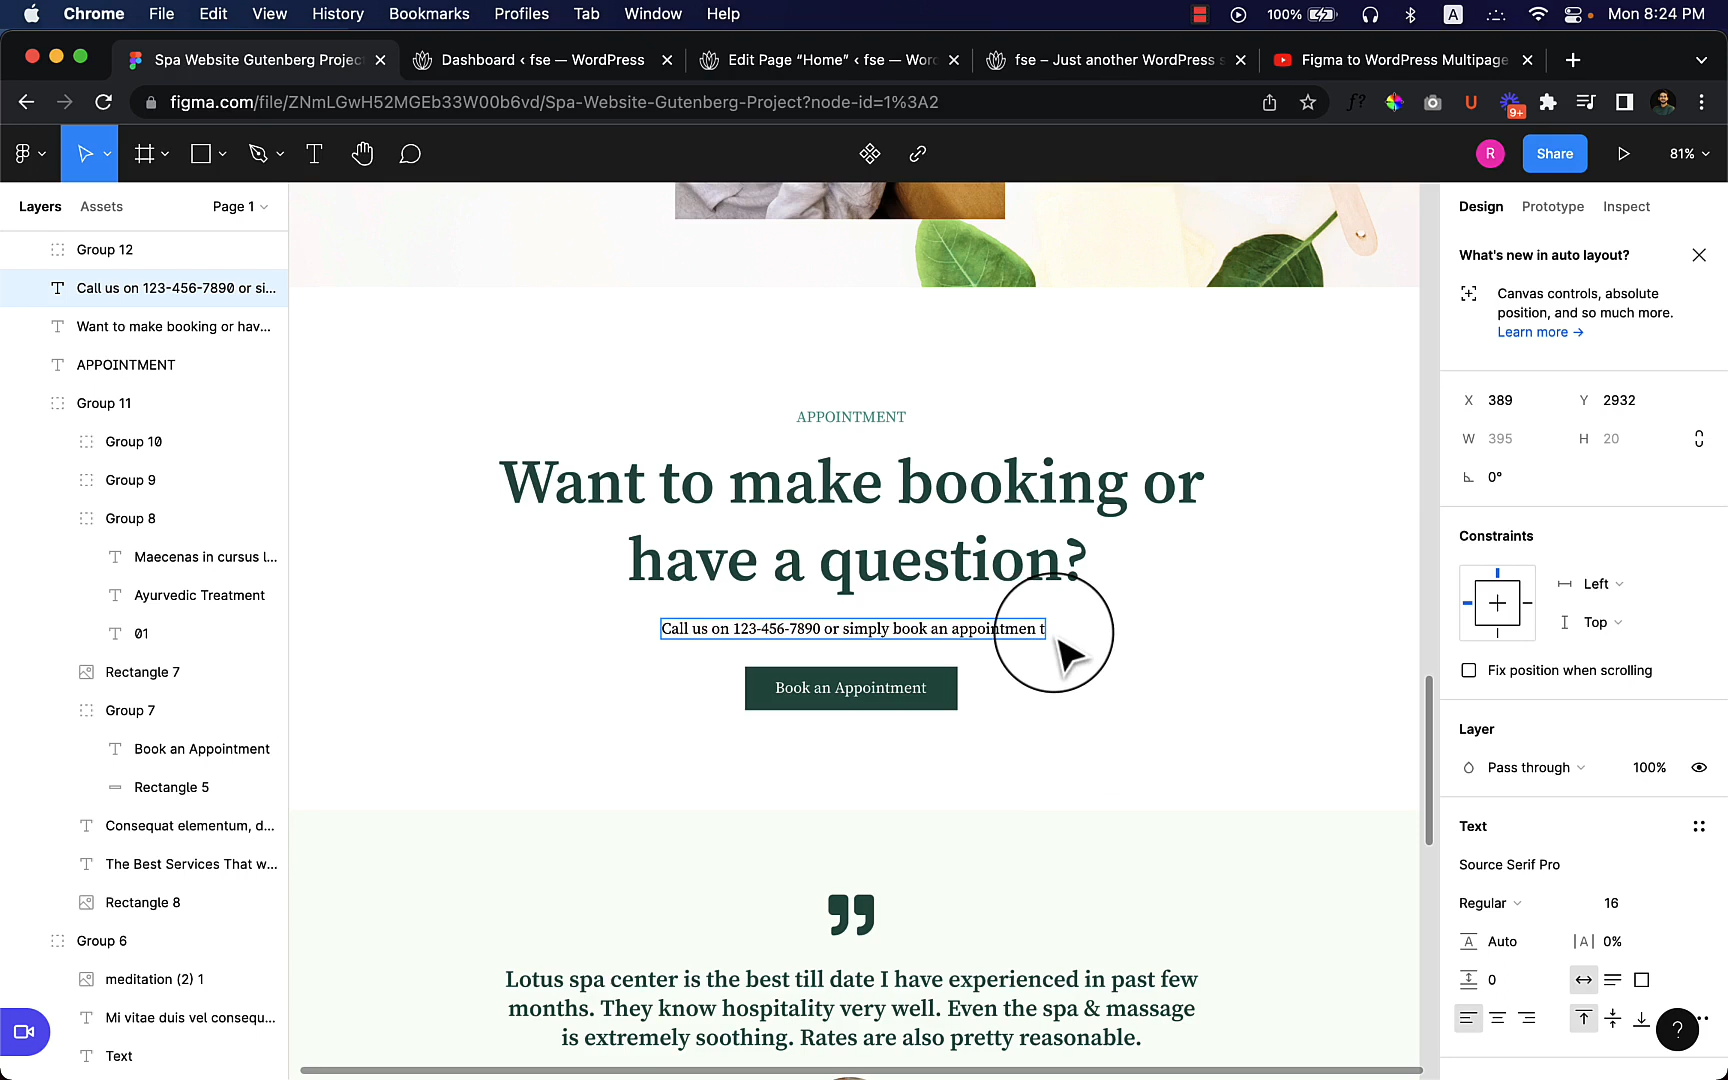 Chrome File Edit View History Bookmarks Profiles Tab Window Help 100% A Mon 8:24 PM
Spa Website Gutenberg Projec Dashboard ‹ fse — WordPress Edit Page “Home” ‹ fse — Wor fse – Just another WordPress s Figma to WordPress Multipage
figma.com/file/ZNmLGwH52MGEb33W00b6vd/Spa-Website-Gutenberg-Project?node-id=1%3A2 f? U 9+
R Share 81%
Layers Assets Page 1
Group 12
Call us on 123-456-7890 or si...
Want to make booking or hav...
APPOINTMENT
Group 11
Group 10
Group 9
Group 8
Maecenas in cursus l...
Ayurvedic Treatment
01
Rectangle 7
Group 7
Book an Appointment
Rectangle 5
Consequat elementum, d...
The Best Services That w...
Rectangle 8
Group 6
meditation (2) 1
Mi vitae duis vel consequ...
Text
APPOINTMENT
Want to make booking or
have a question?
Call us on 123-456-7890 or simply book an appointmen t
Book an Appointment
Lotus spa center is the best till date I have experienced in past few
months. They know hospitality very well. Even the spa & massage
is extremely soothing. Rates are also pretty reasonable.
Design Prototype Inspect
What's new in auto layout?
Canvas controls, absolute
position, and so much more.
Learn more →
X 389 Y 2932
W 395 H 20
0°
Constraints
Left
Top
Fix position when scrolling
Layer
Pass through 100%
Text
Source Serif Pro
Regular 16
A Auto |A| 0%
0
?